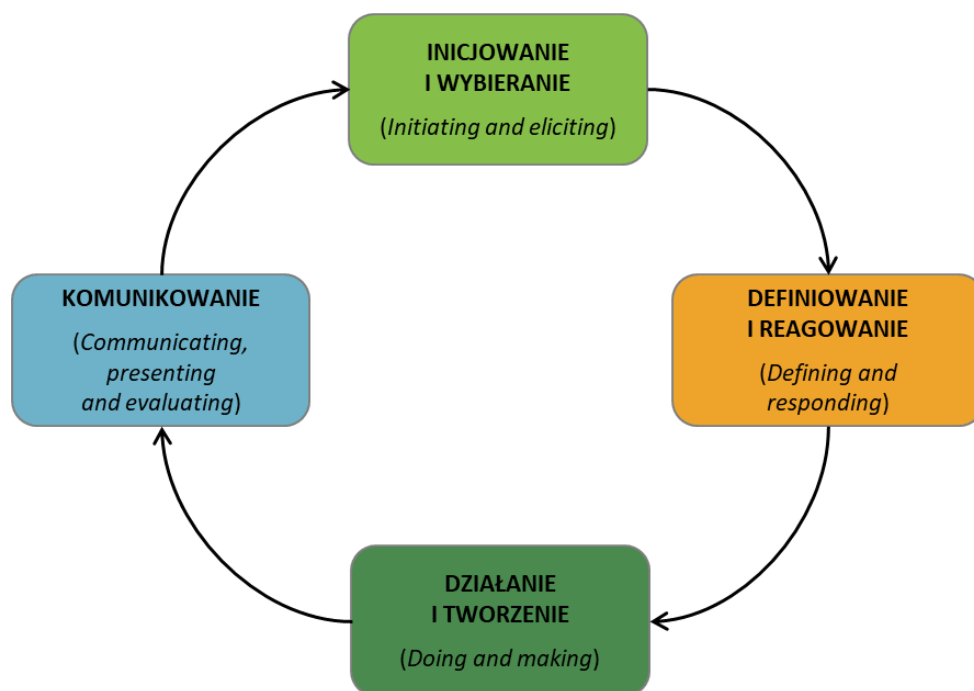 INICJOWANIE
I WYBIERANIE
(Initiating and eliciting)
KOMUNIKOWANIE
(Communicating,
presenting
and evaluating)
DEFINIOWANIE
I REAGOWANIE
(Defining and
responding)
DZIAŁANIE
I TWORZENIE
(Doing and making)